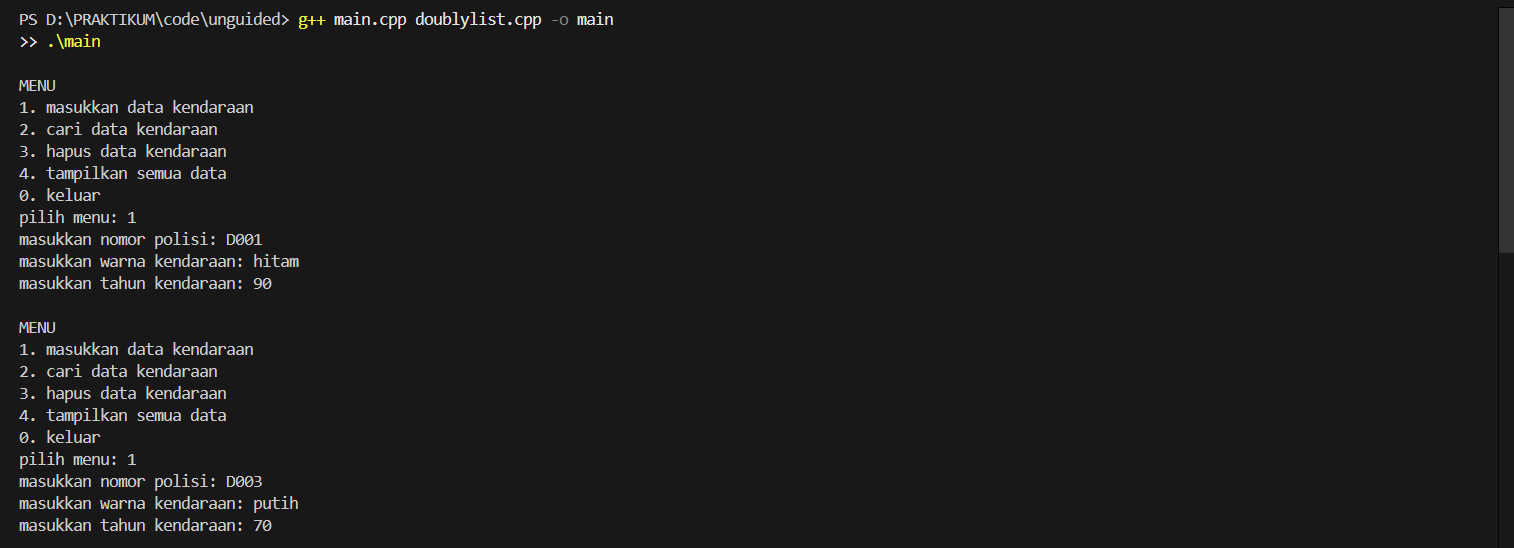 PS D:\PRAKTIKUM\code\unguided> g++ main.cpp doublylist.cpp -o main
>> .\main
MENU
1. masukkan data kendaraan
2. cari data kendaraan
3. hapus data kendaraan
4. tampilkan semua data
0. keluar
pilih menu: 1
masukkan nomor polisi: D001
masukkan warna kendaraan: hitam
masukkan tahun kendaraan: 90
MENU
1. masukkan data kendaraan
2. cari data kendaraan
3. hapus data kendaraan
4. tampilkan semua data
0. keluar
pilih menu: 1
masukkan nomor polisi: D003
masukkan warna kendaraan: putih
masukkan tahun kendaraan: 70